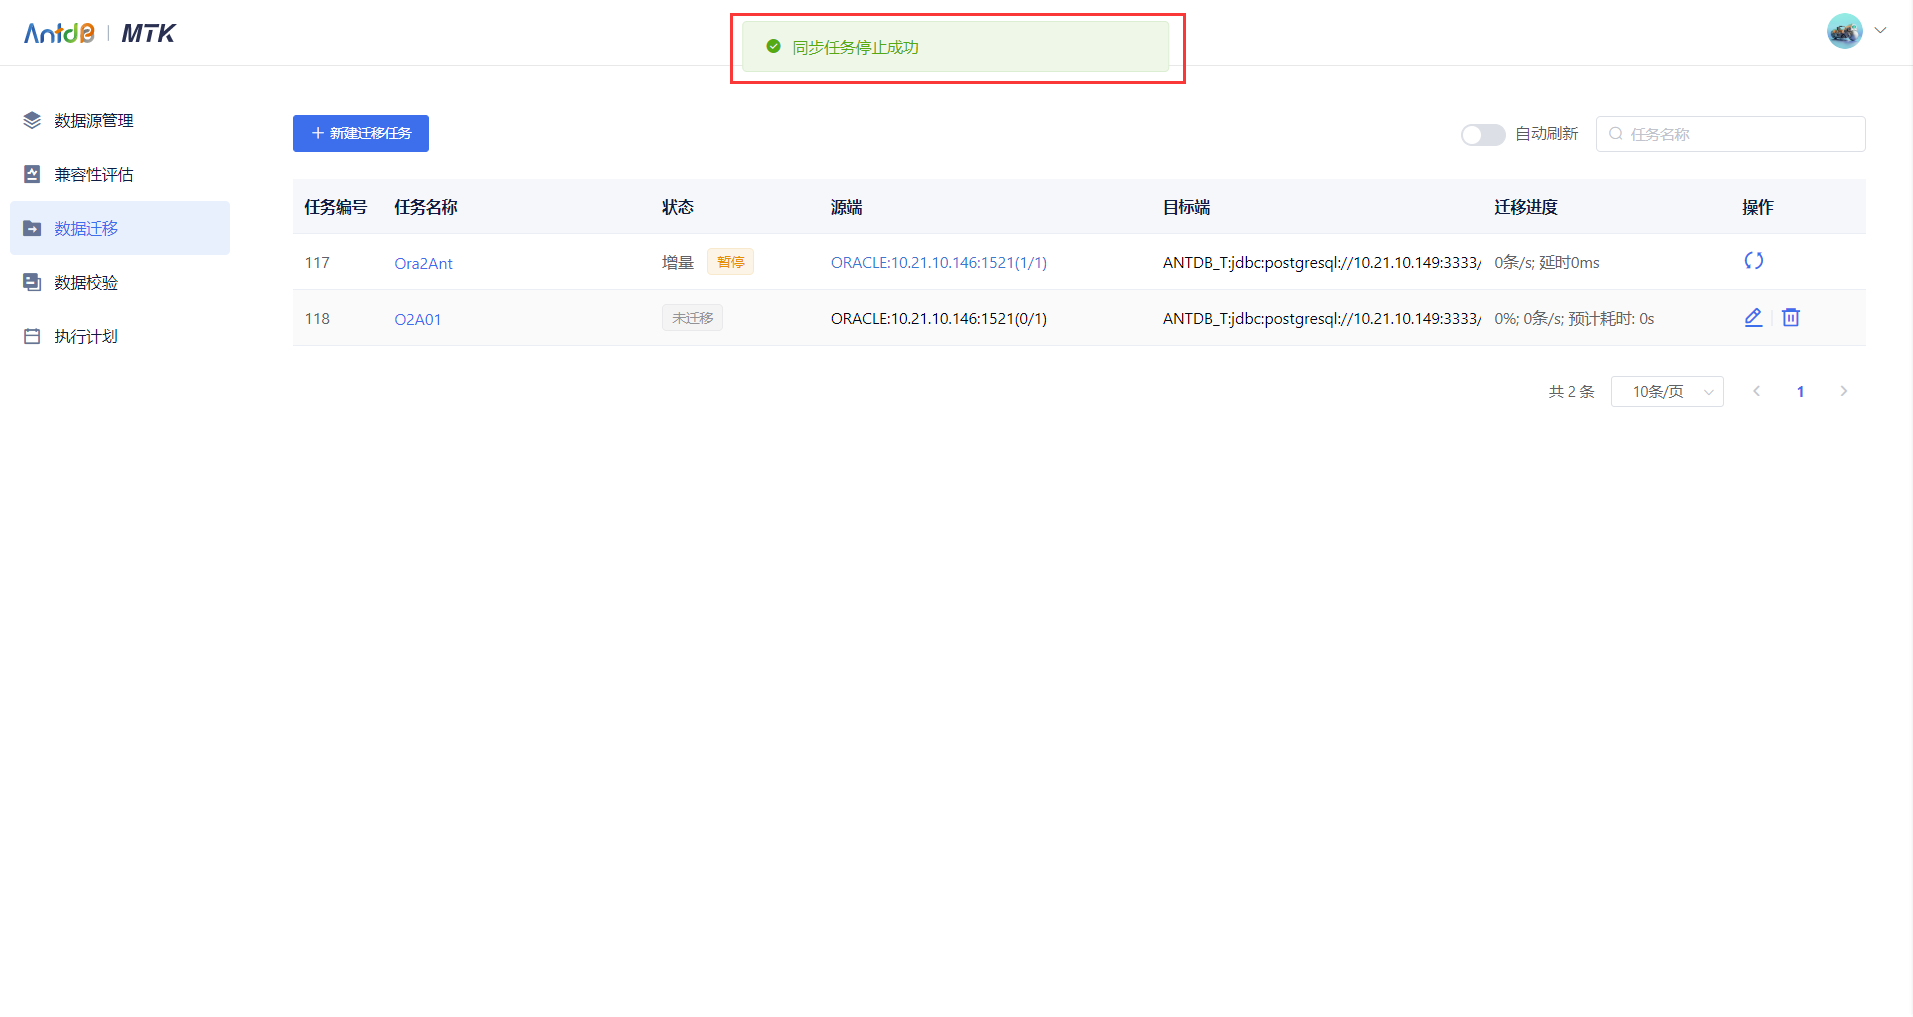 AntdB | MTK
同步任务停止成功
数据源管理
兼容性评估
数据迁移
数据校验
执行计划
新建迁移任务
自动刷新
任务名称
任务编号 任务名称 状态 源端 目标端 迁移进度 操作
117 Ora2Ant 增量 暂停 ORACLE:10.21.10.146:1521(1/1) ANTDB_T:jdbc:postgresql://10.21.10.149:3333/ 0条/s; 延时0ms
118 O2A01 未迁移 ORACLE:10.21.10.146:1521(0/1) ANTDB_T:jdbc:postgresql://10.21.10.149:3333/ 0%; 0条/s; 预计耗时: 0s
共 2 条 10条/页 1